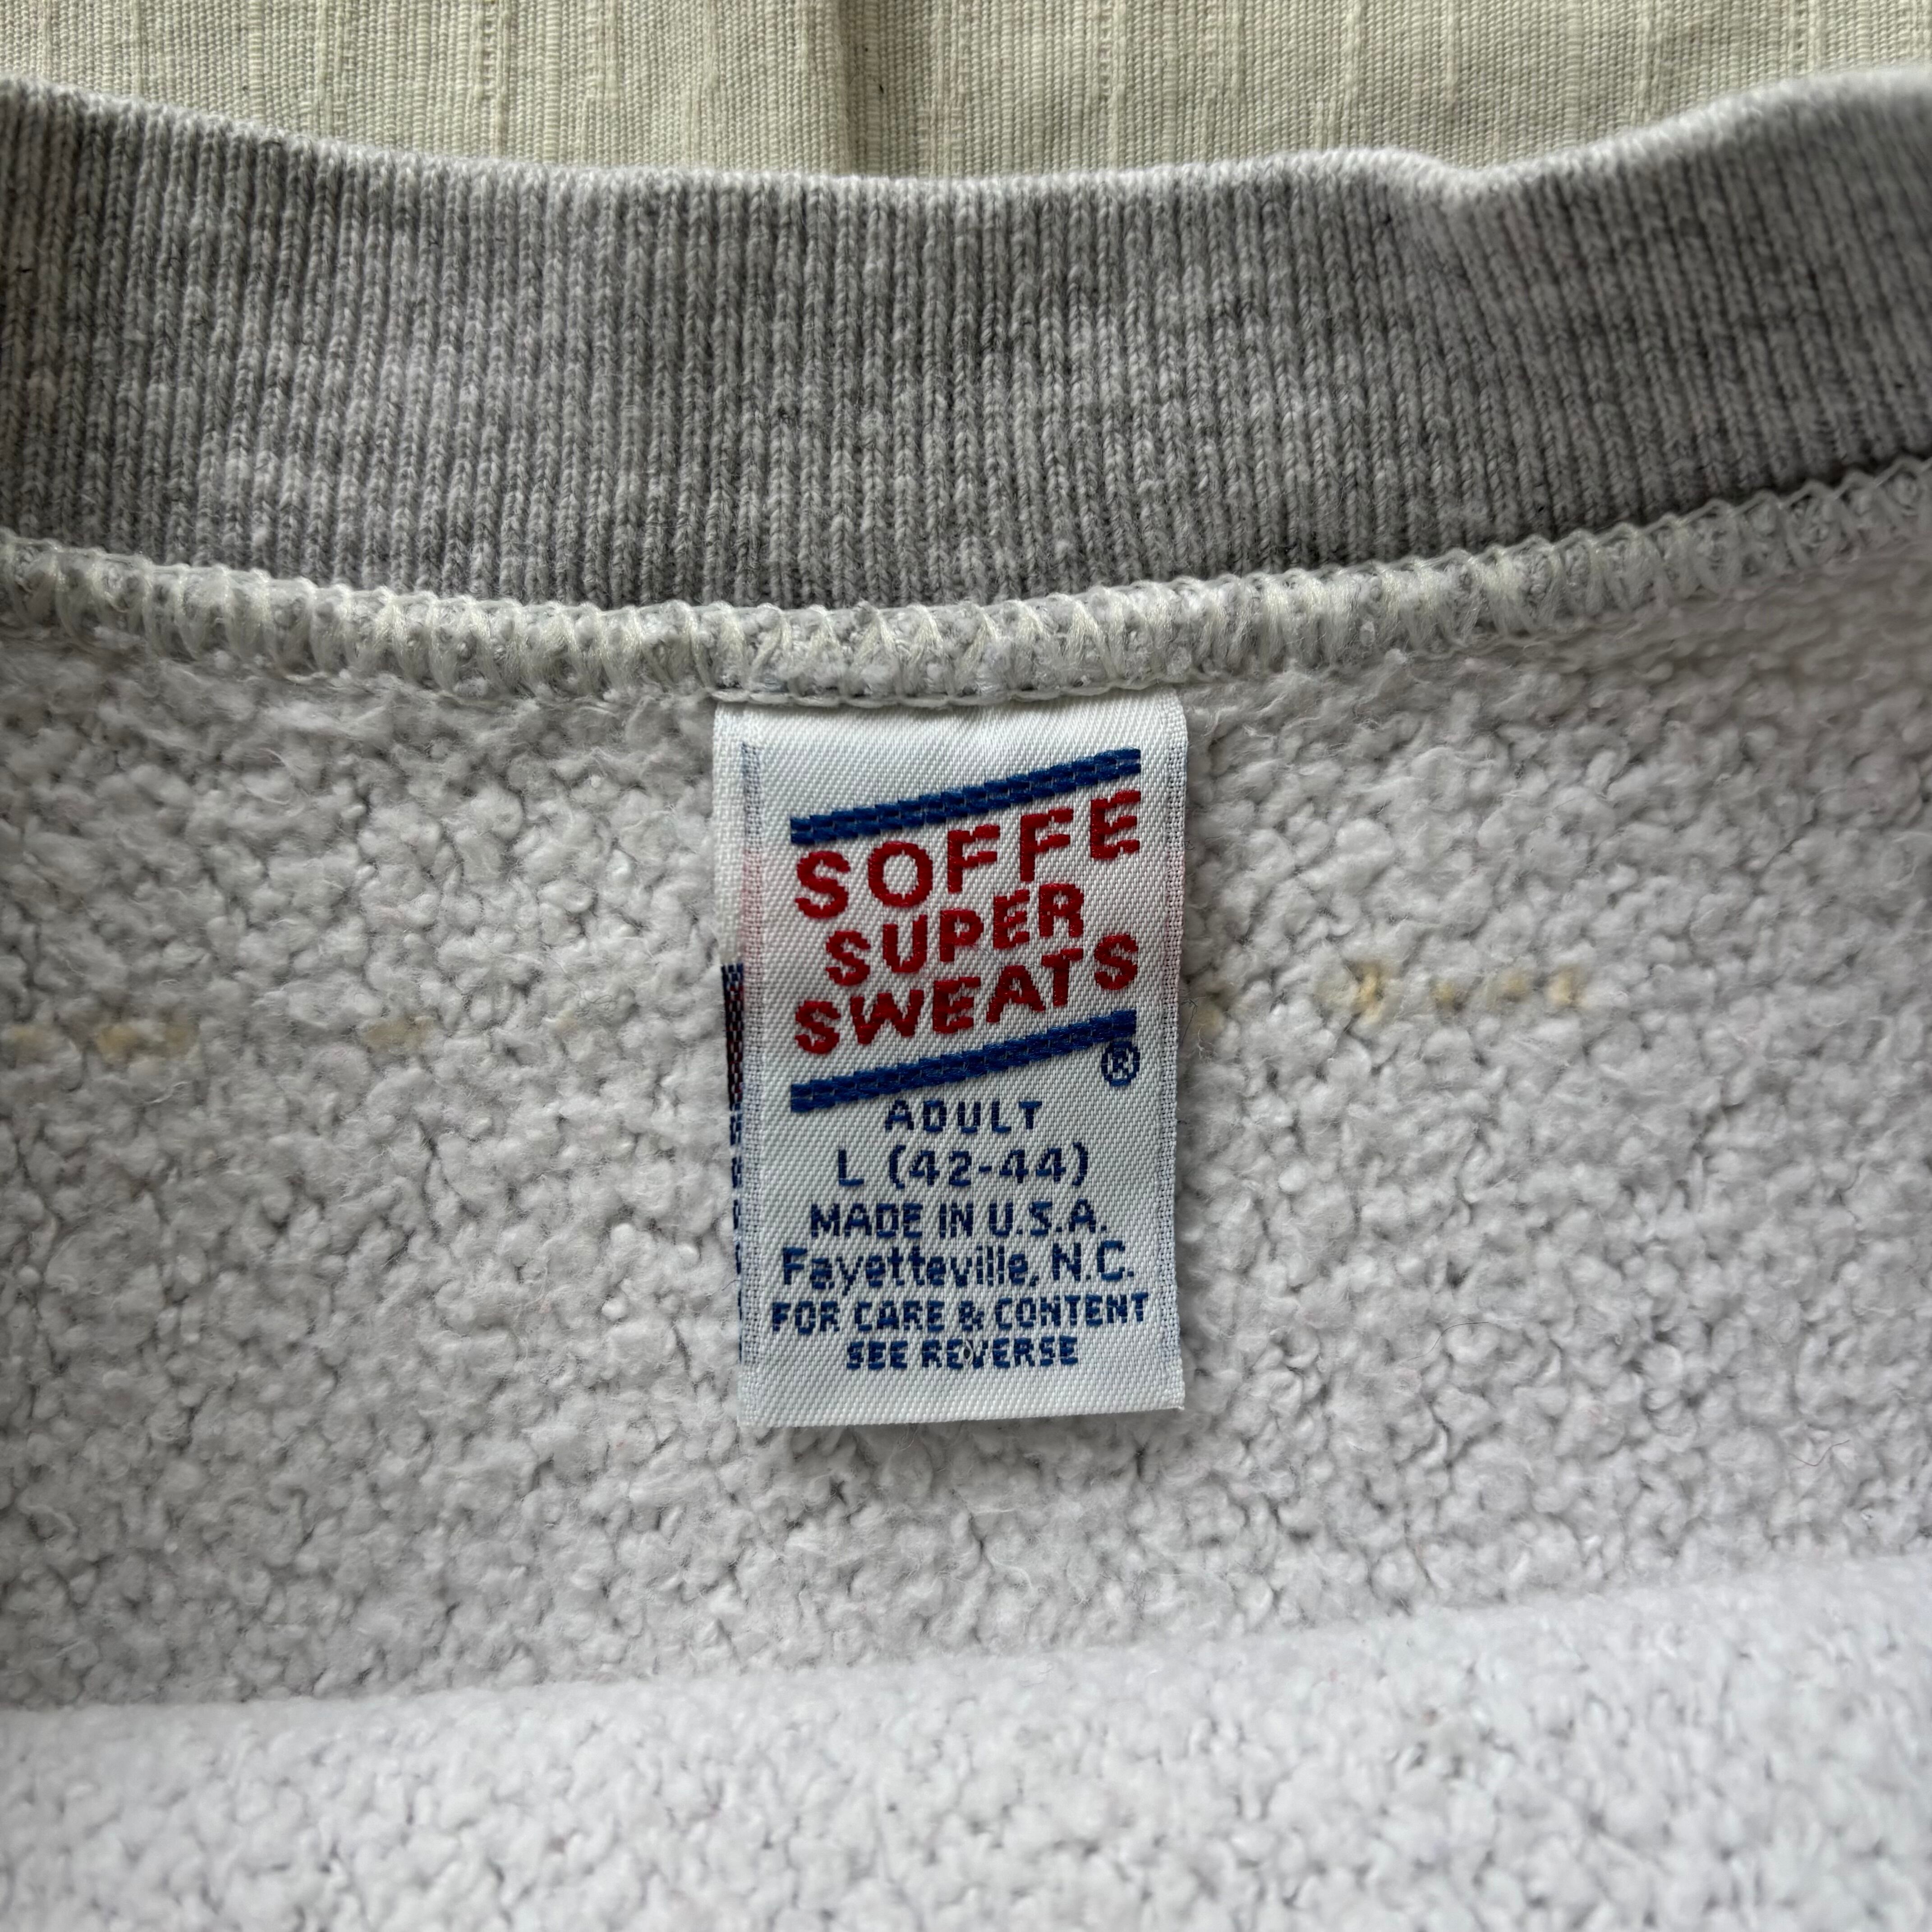 SOFFE
SUPER
SWEATS
®
ADULT
L (42-44)
MADE IN U.S.A.
Fayetteville, N.C.
FOR CARE & CONTENT
SEE REVERSE